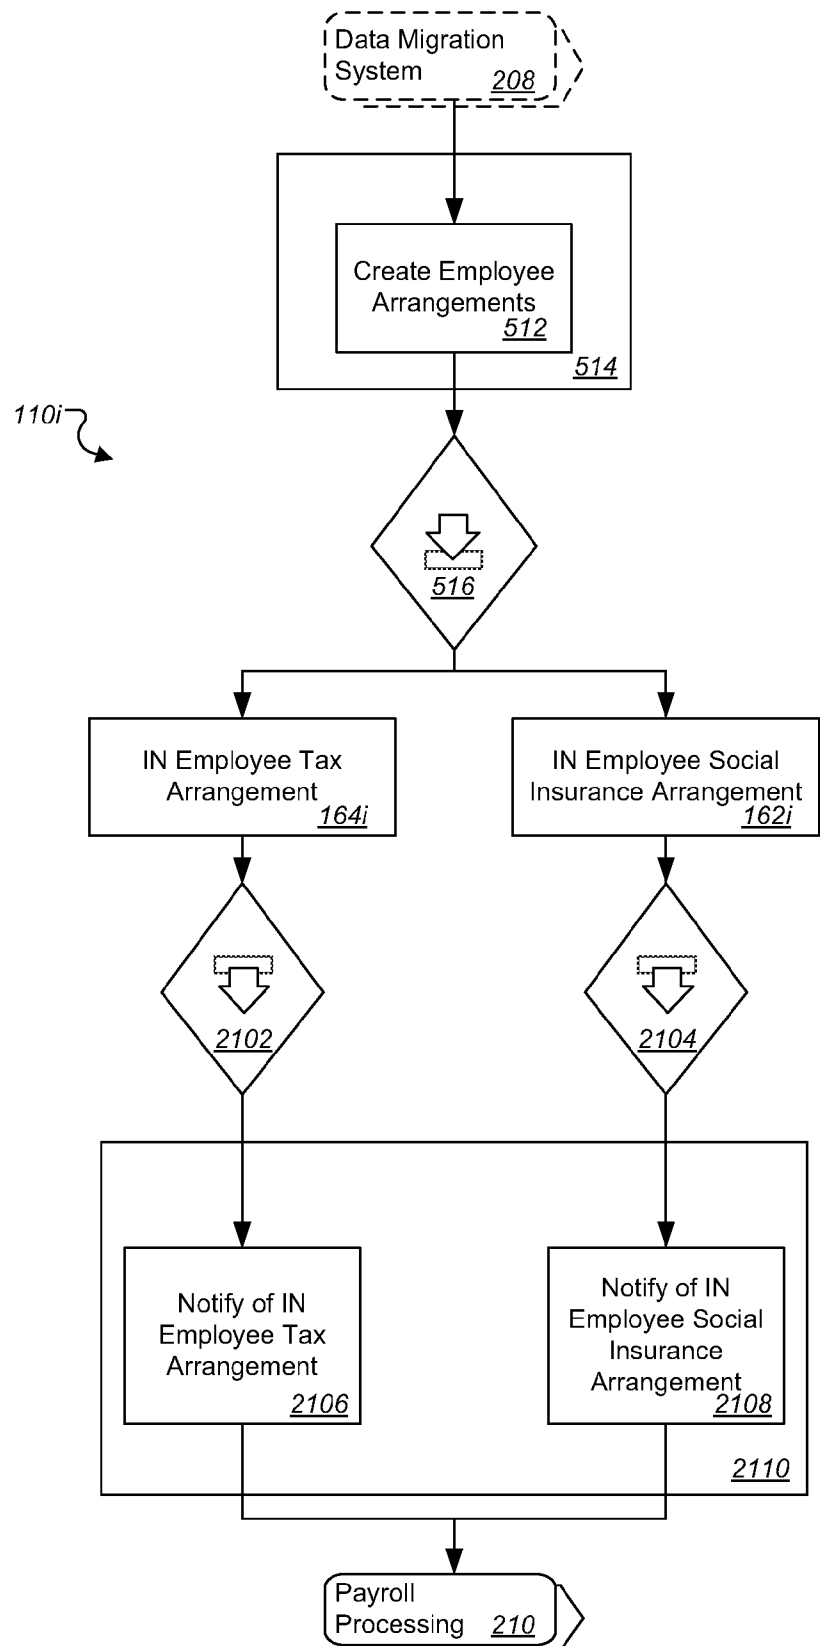 Data Migration
System
208
Create Employee
Arrangements
512
514
110i
516
IN Employee Tax
Arrangement
164i
IN Employee Social
Insurance Arrangement
162i
2102
2104
Notify of IN
Employee Tax
Arrangement
2106
Notify of IN
Employee Social
Insurance
Arrangement
2108
2110
Payroll
Processing
210